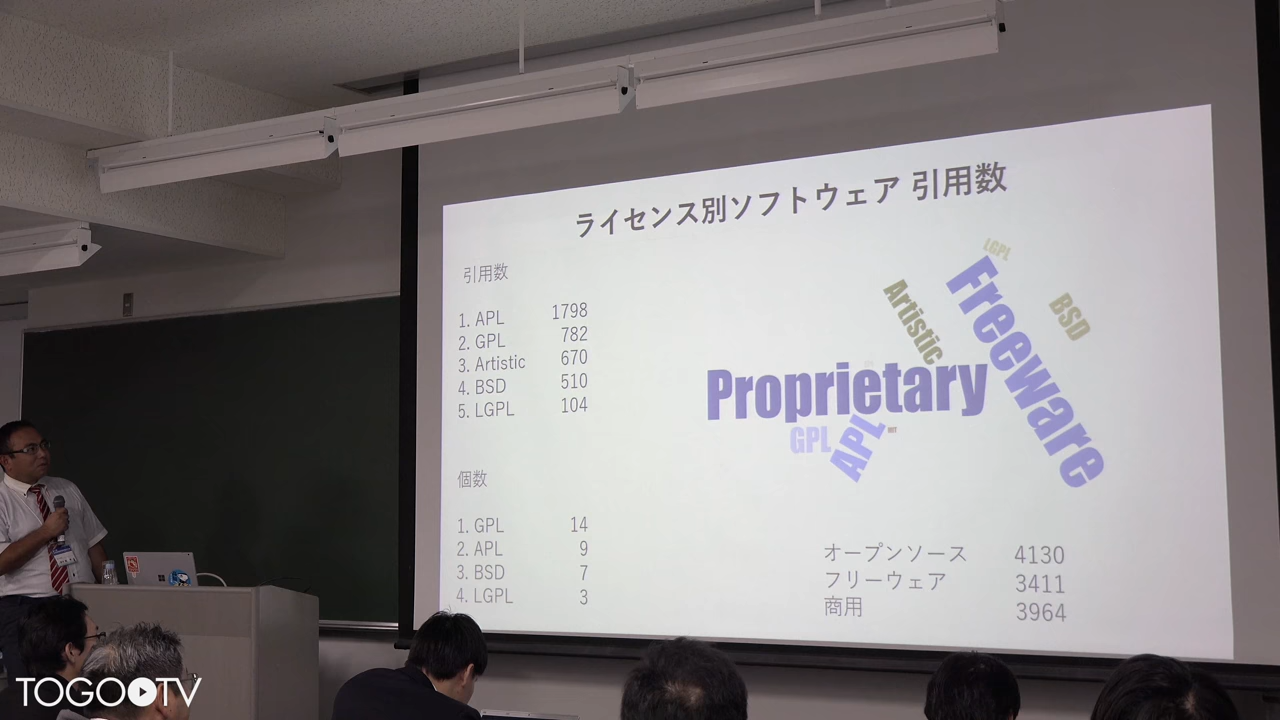 ライセンス別ソフトウェア 引用数
引用数
1. APL 1798
2. GPL 782
3. Artistic 670
4. BSD 510
5. LGPL 104
個数
1. GPL 14
2. APL 9
3. BSD 7
4. LGPL 3
LGPL
Freeware
Artistic
BSD
Proprietary
GPL
APL
オープンソース 4130
フリーウェア 3411
商用 3964
TOGOTV